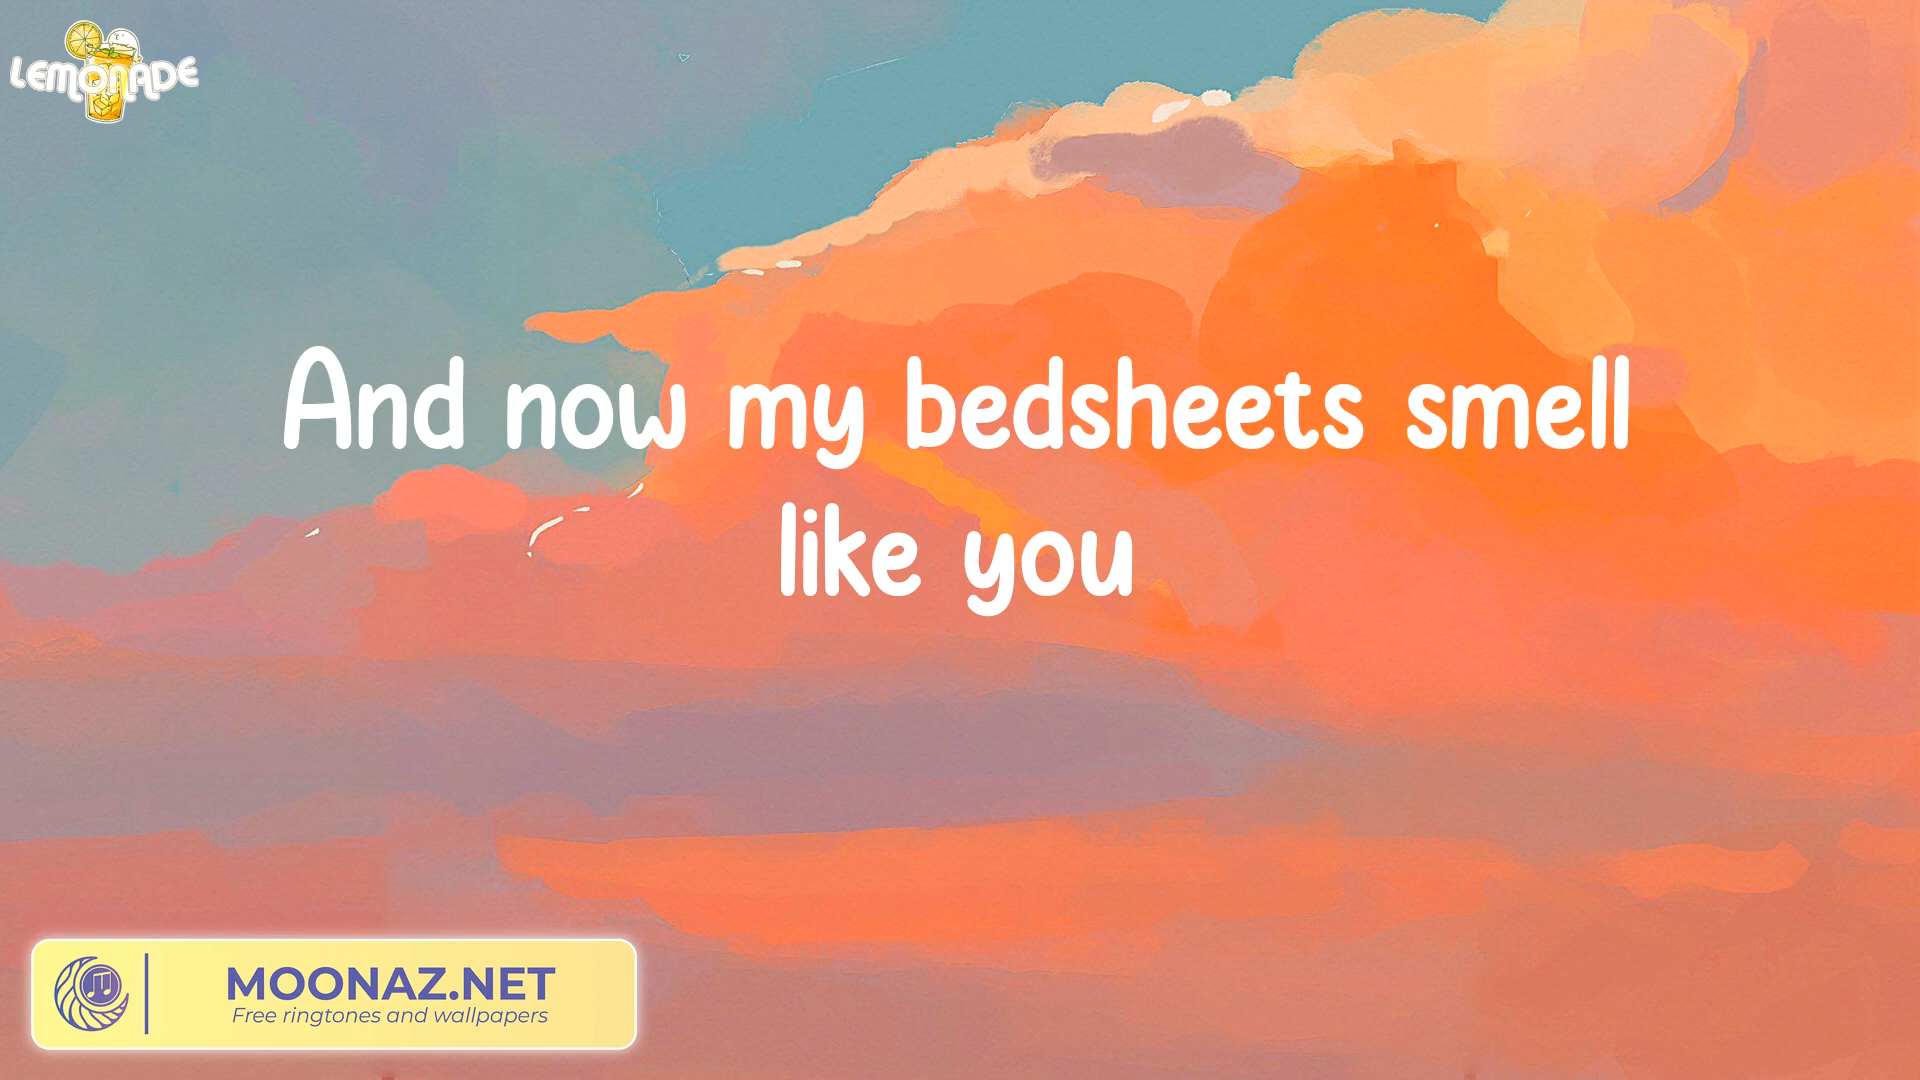 LEMONADE
And now my bedsheets smell
like you
MOONAZ.NET
Free ringtones and wallpapers